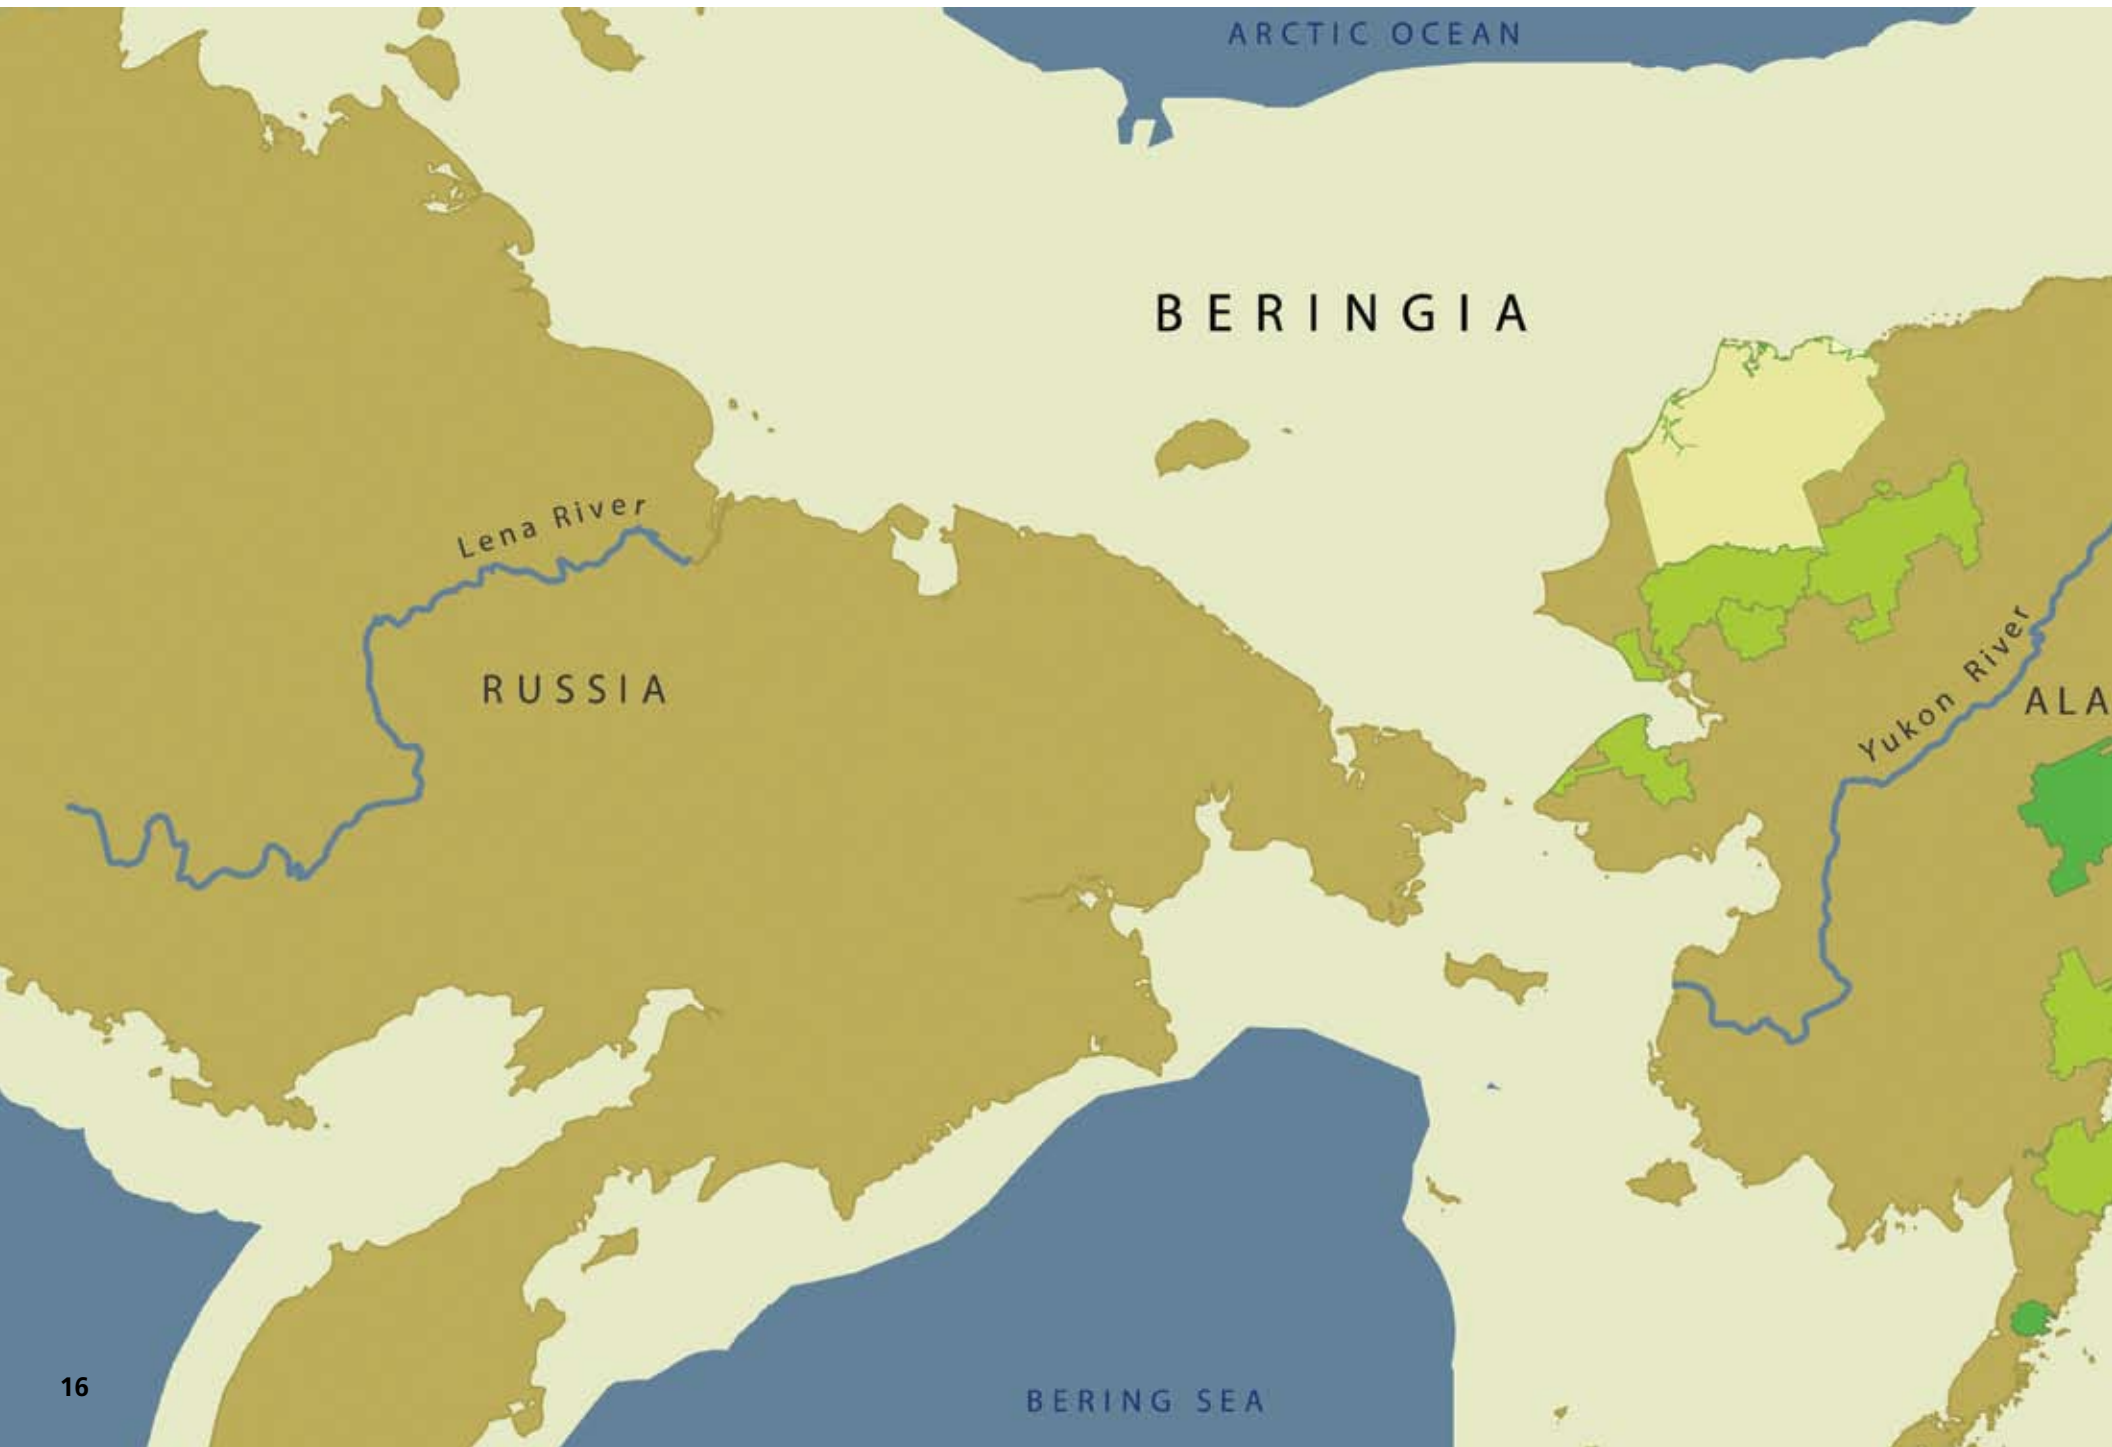 ARCTIC OCEAN
BERINGIA
Lena River
RUSSIA
Yukon River
ALA
BERING SEA
16